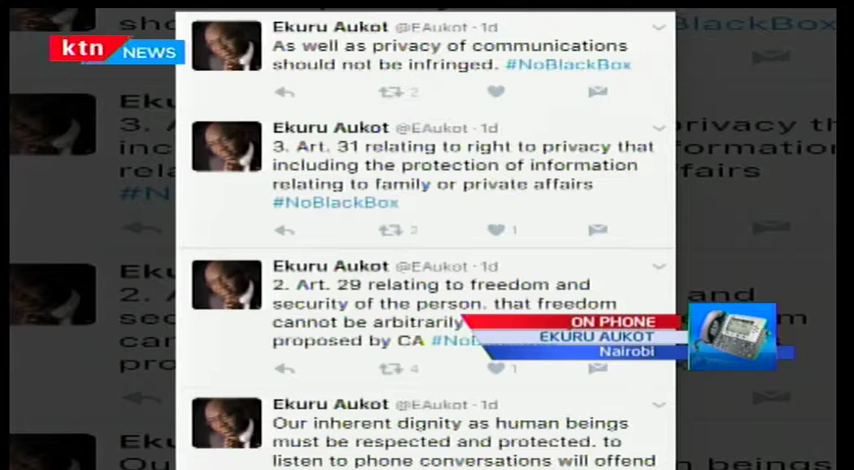 ktn NEWS
Ekuru Aukot @EAukot · 1d
As well as privacy of communications
should not be infringed. #NoBlackBox
2
Ekuru Aukot @EAukot · 1d
3. Art. 31 relating to right to privacy that
including the protection of information
relating to family or private affairs
#NoBlackBox
2 1
Ekuru Aukot @EAukot · 1d
2. Art. 29 relating to freedom and
security of the person. that freedom
cannot be arbitrarily
proposed by CA #NoB
4 1
ON PHONE
EKURU AUKOT
Nairobi
Ekuru Aukot @EAukot · 1d
Our inherent dignity as human beings
must be respected and protected. to
listen to phone conversations will offend